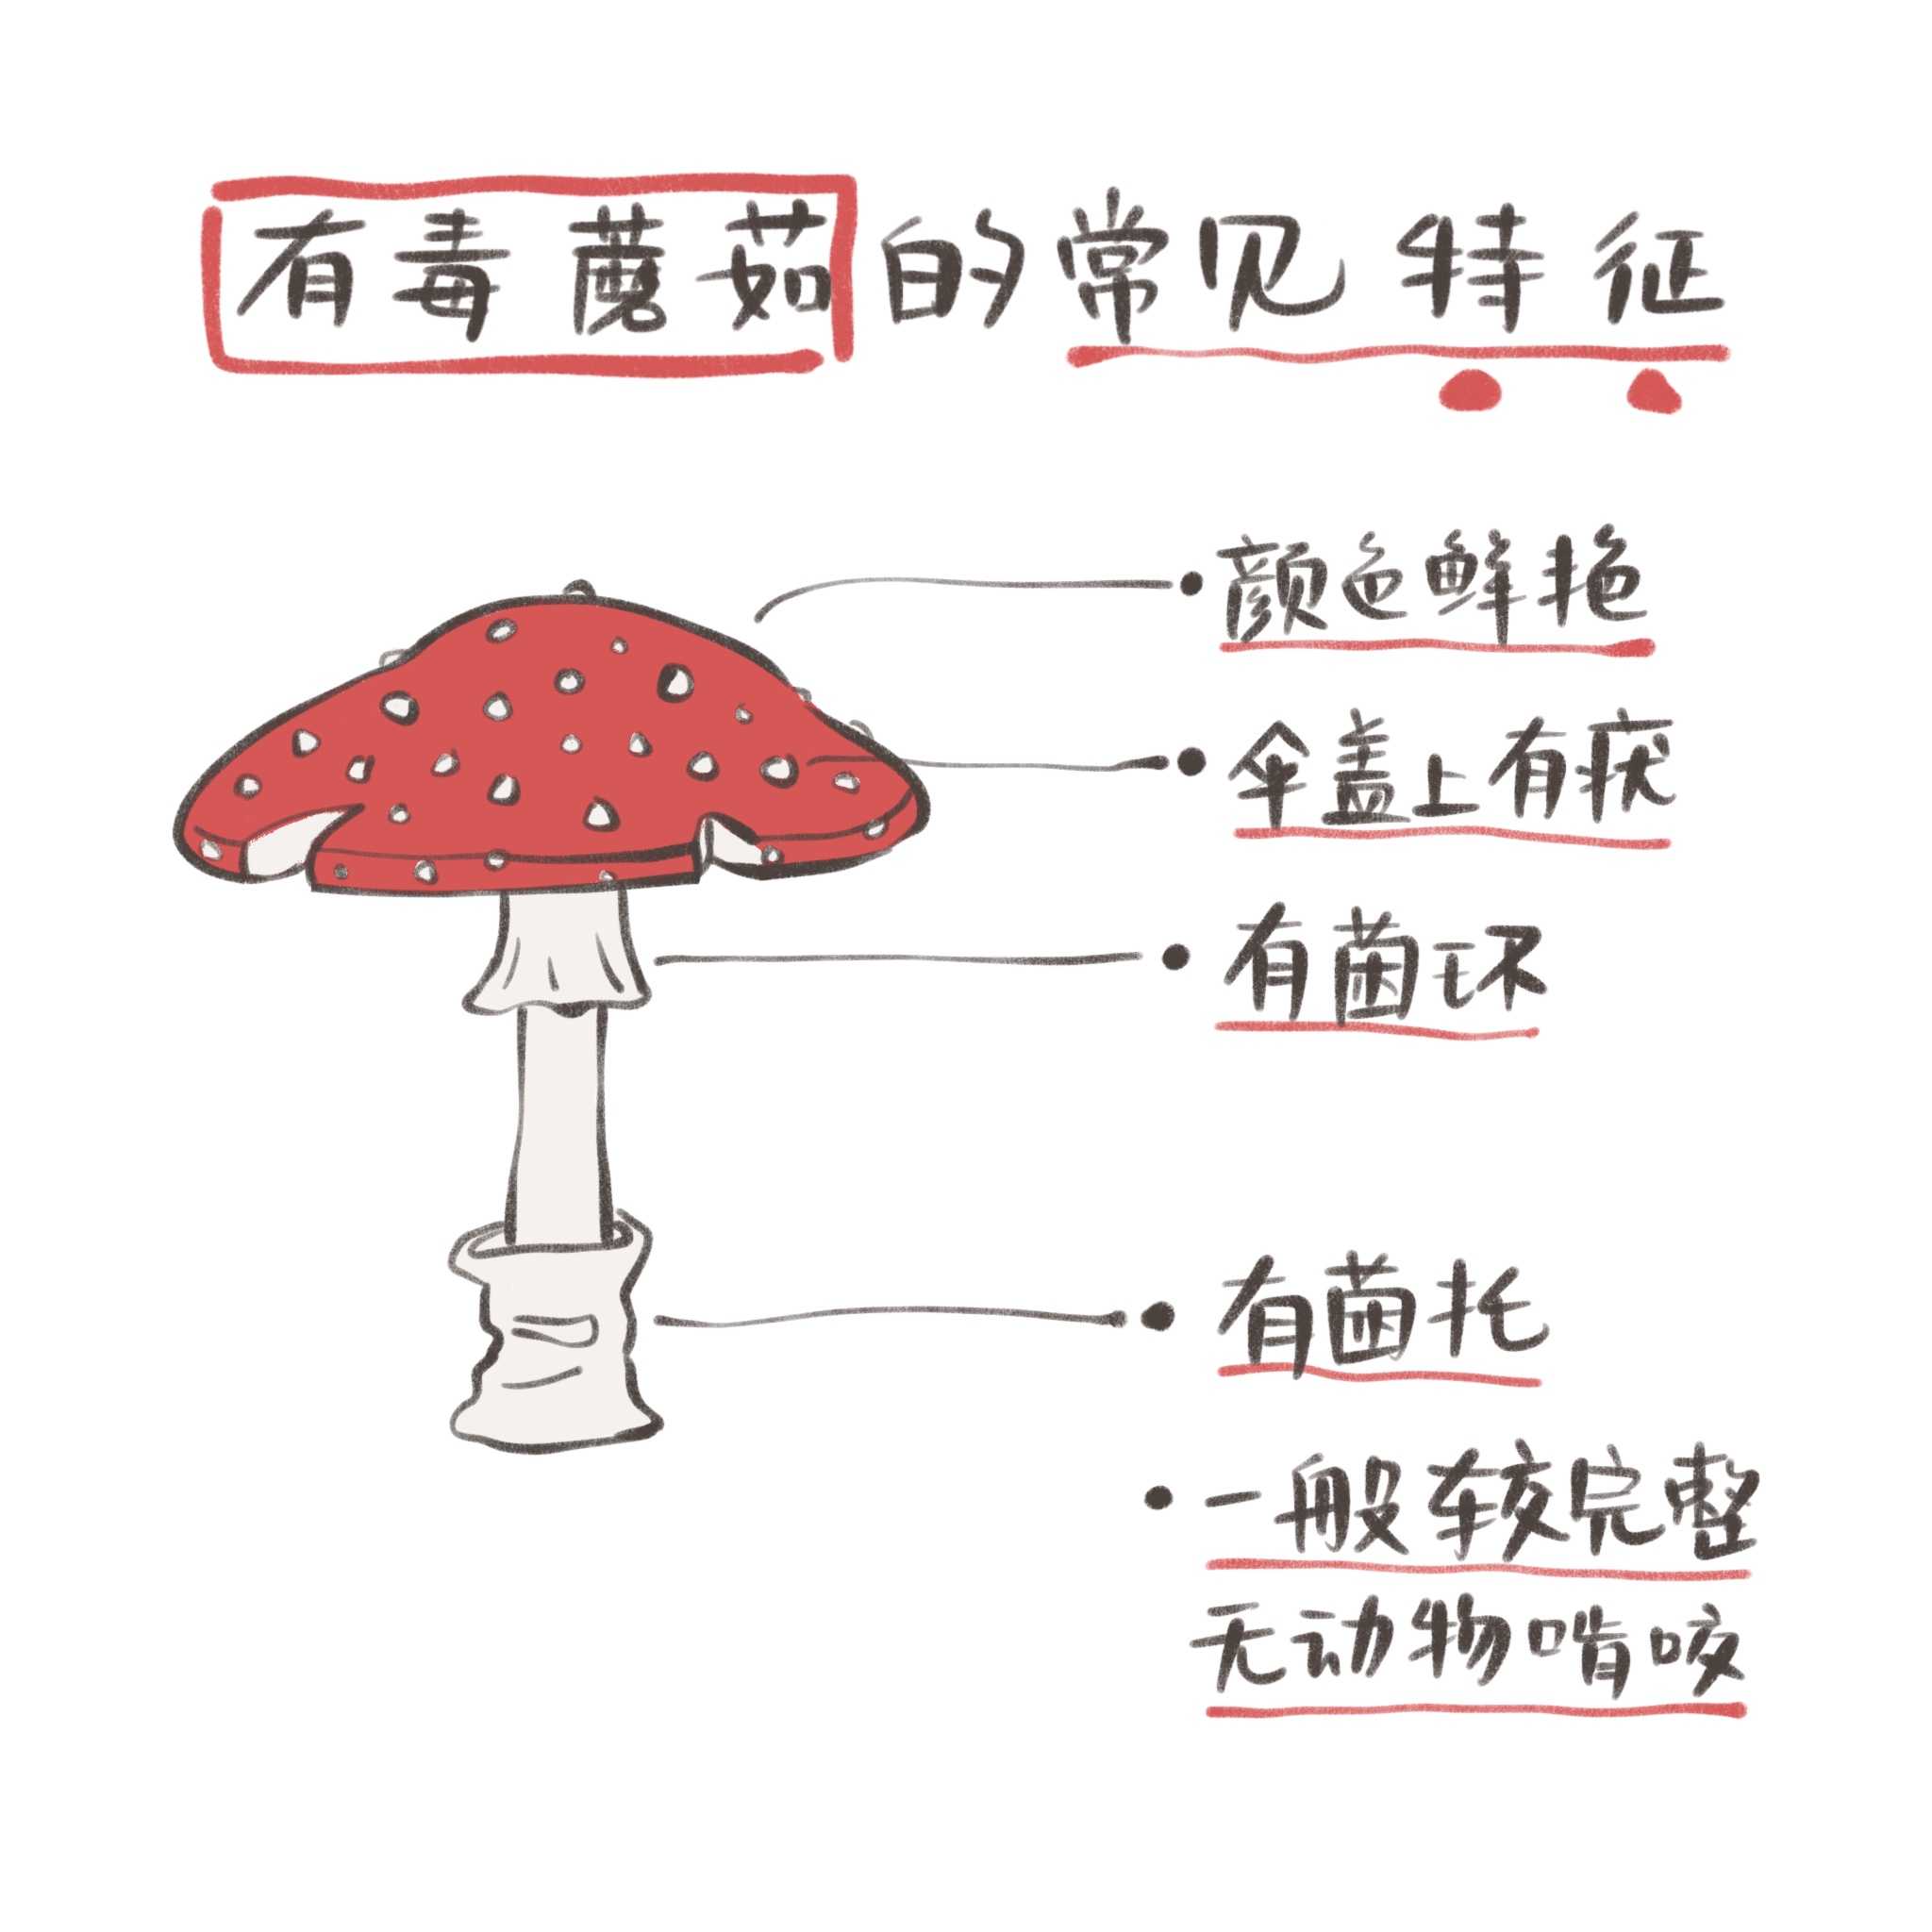 有毒蘑菇的常见特征
颜色鲜艳
伞盖上有疣
有菌环
有菌托
一般较完整
无动物啃咬